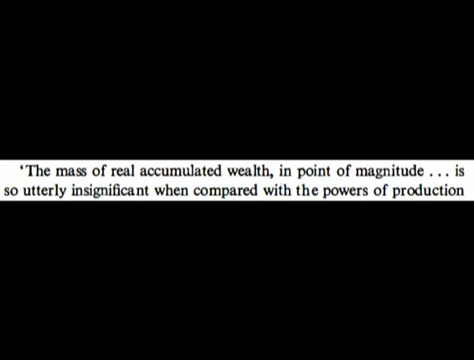 ‘The mass of real accumulated wealth, in point of magnitude . . . is
so utterly insignificant when compared with the powers of production